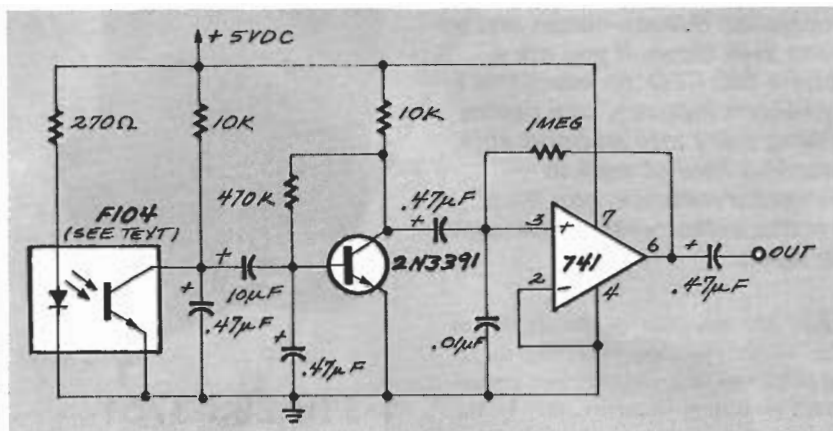 +5VDC
270Ω
10K
10K
1MEG
470K
.47µF
F104
(SEE TEXT)
+
+
3
+
7
2N3391
741
6
+
OUT
10µF
2
−
4
.47µF
+
.47µF
+
.47µF
.01µF